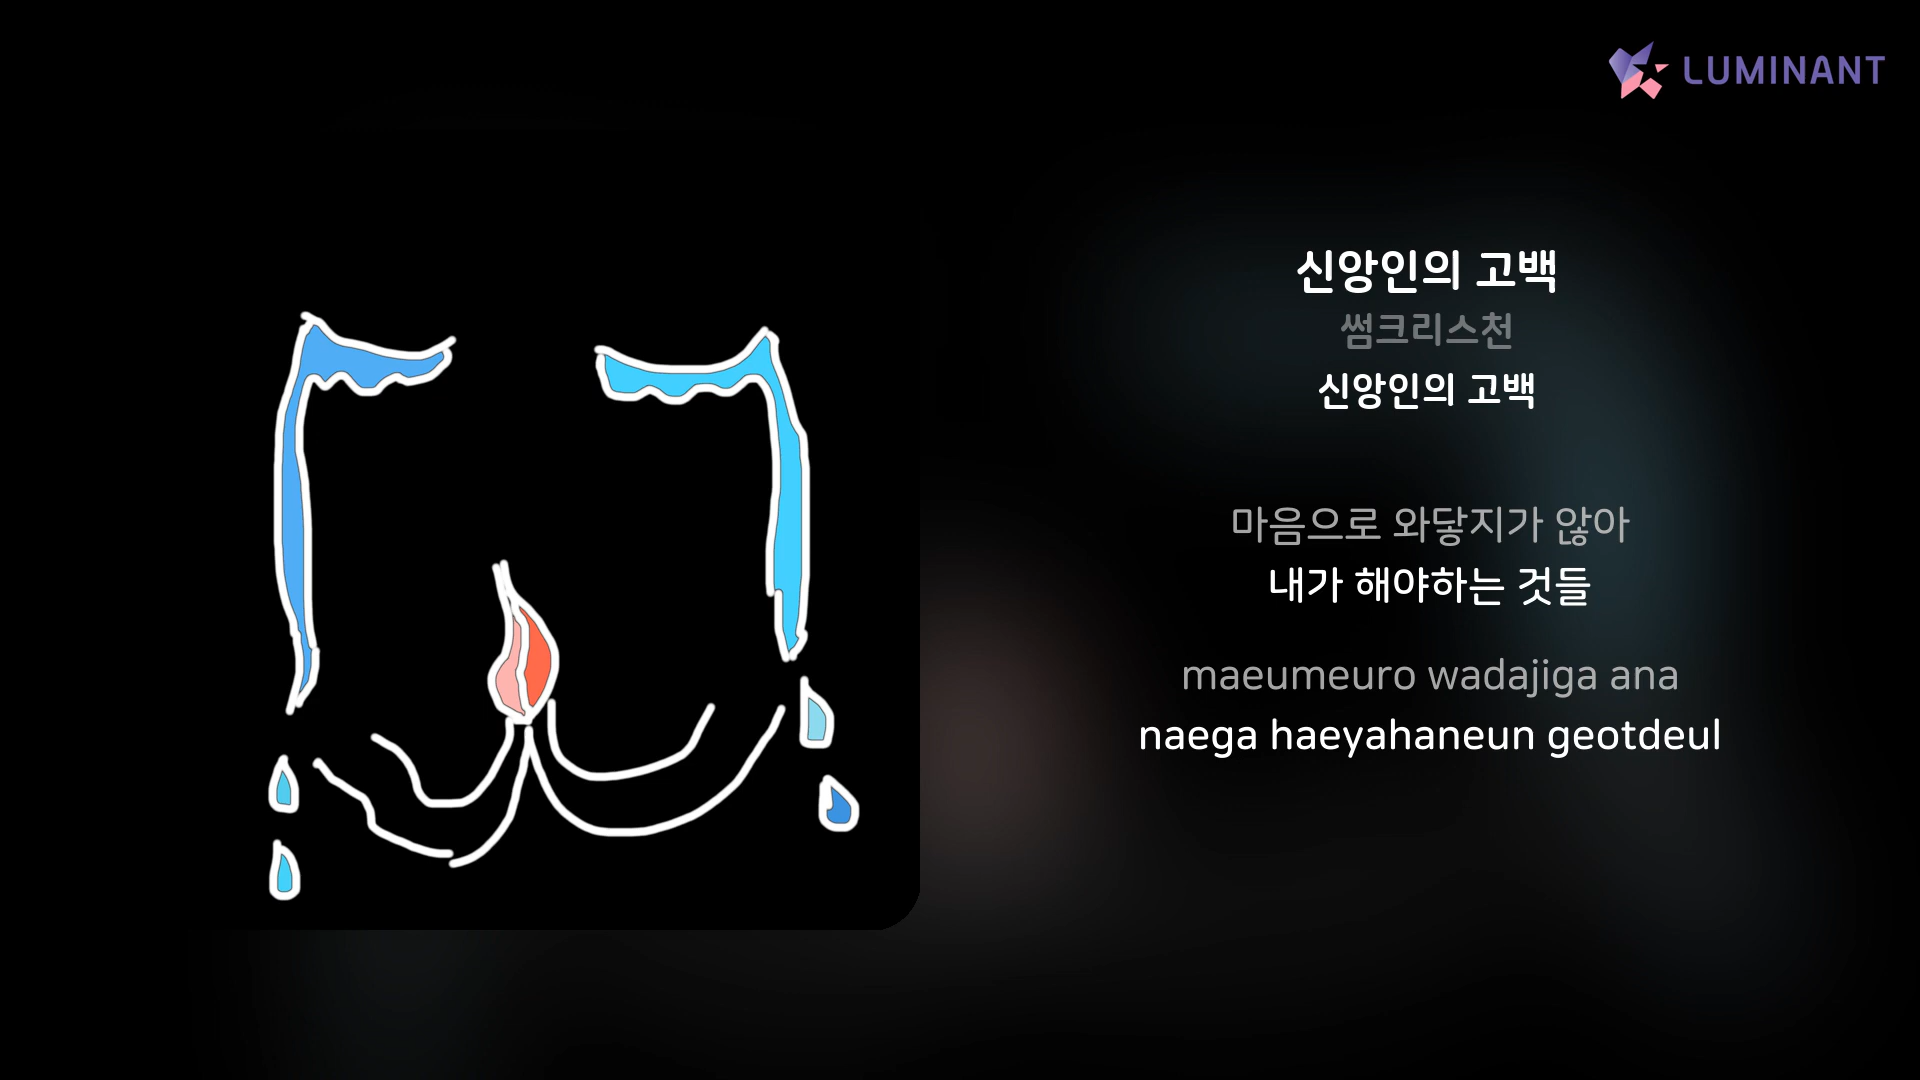 LUMINANT
신앙인의 고백
썸크리스천
신앙인의 고백
마음으로 와닿지가 않아
내가 해야하는 것들
maeumeuro wadajiga ana
naega haeyahaneun geotdeul